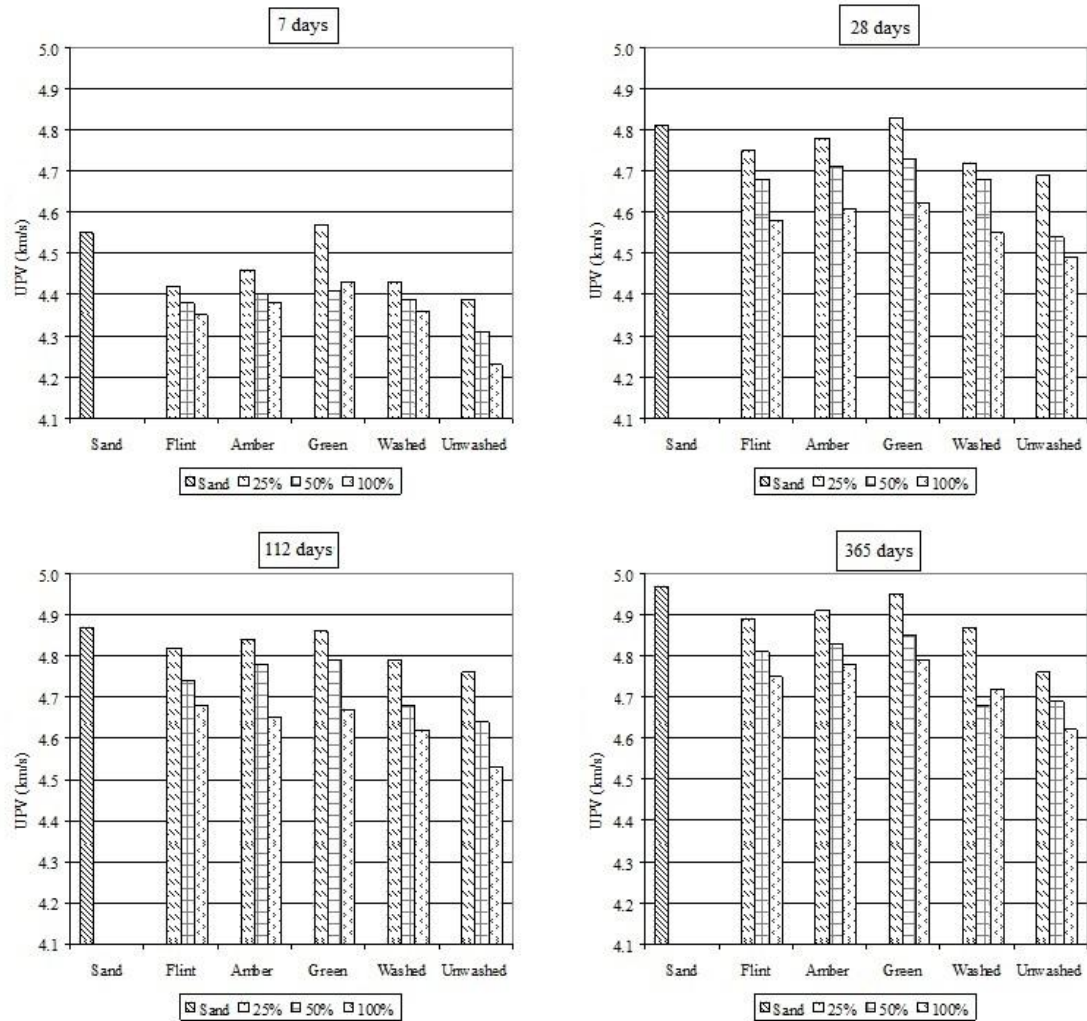 7 days
5.0
4.9
4.8
4.7
4.6
4.5
4.4
4.3
4.2
4.1
UPV (km/s)
Sand Flint Amber Green Washed Unwashed
Sand 25% 50% 100%
28 days
5.0
4.9
4.8
4.7
4.6
4.5
4.4
4.3
4.2
4.1
UPV (km/s)
Sand Flint Amber Green Washed Unwashed
Sand 25% 50% 100%
112 days
5.0
4.9
4.8
4.7
4.6
4.5
4.4
4.3
4.2
4.1
UPV (km/s)
Sand Flint Amber Green Washed Unwashed
Sand 25% 50% 100%
365 days
5.0
4.9
4.8
4.7
4.6
4.5
4.4
4.3
4.2
4.1
UPV (km/s)
Sand Flint Amber Green Washed Unwashed
Sand 25% 50% 100%